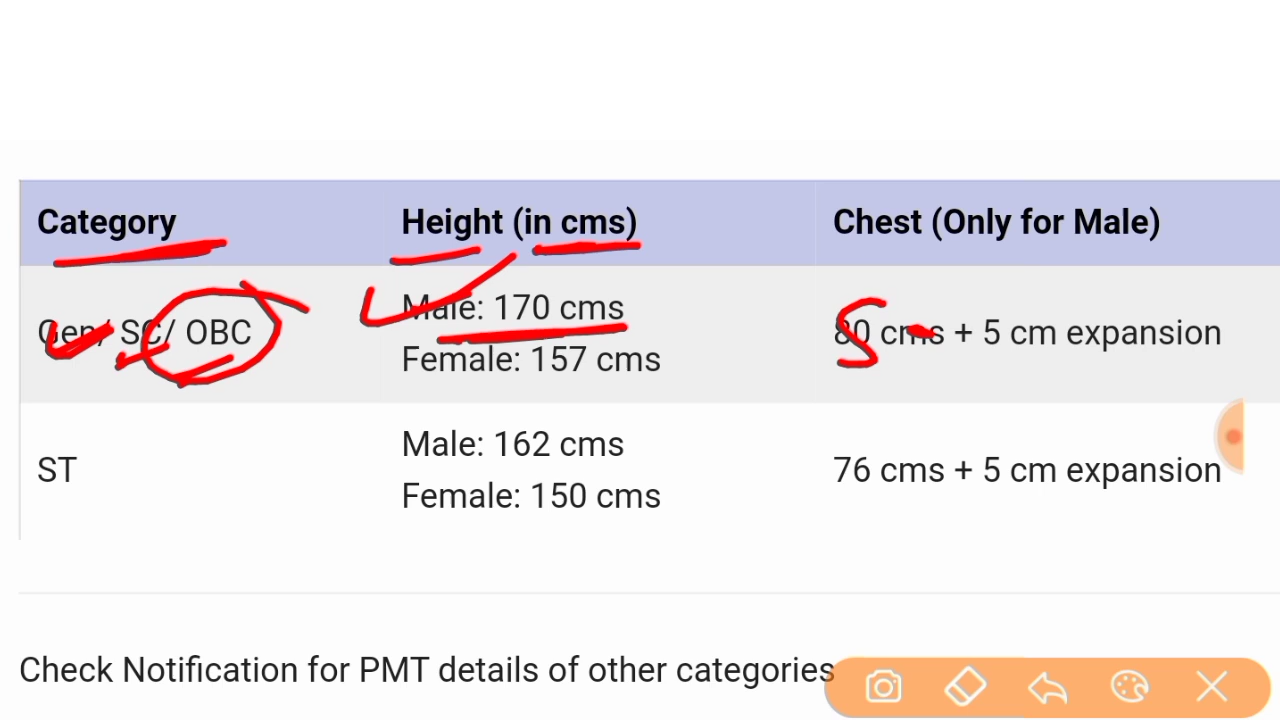 Category Height (in cms) Chest (Only for Male)
Gen/ SC/ OBC Male: 170 cms 80 cms + 5 cm expansion
Female: 157 cms
ST Male: 162 cms 76 cms + 5 cm expansion
Female: 150 cms
Check Notification for PMT details of other categories